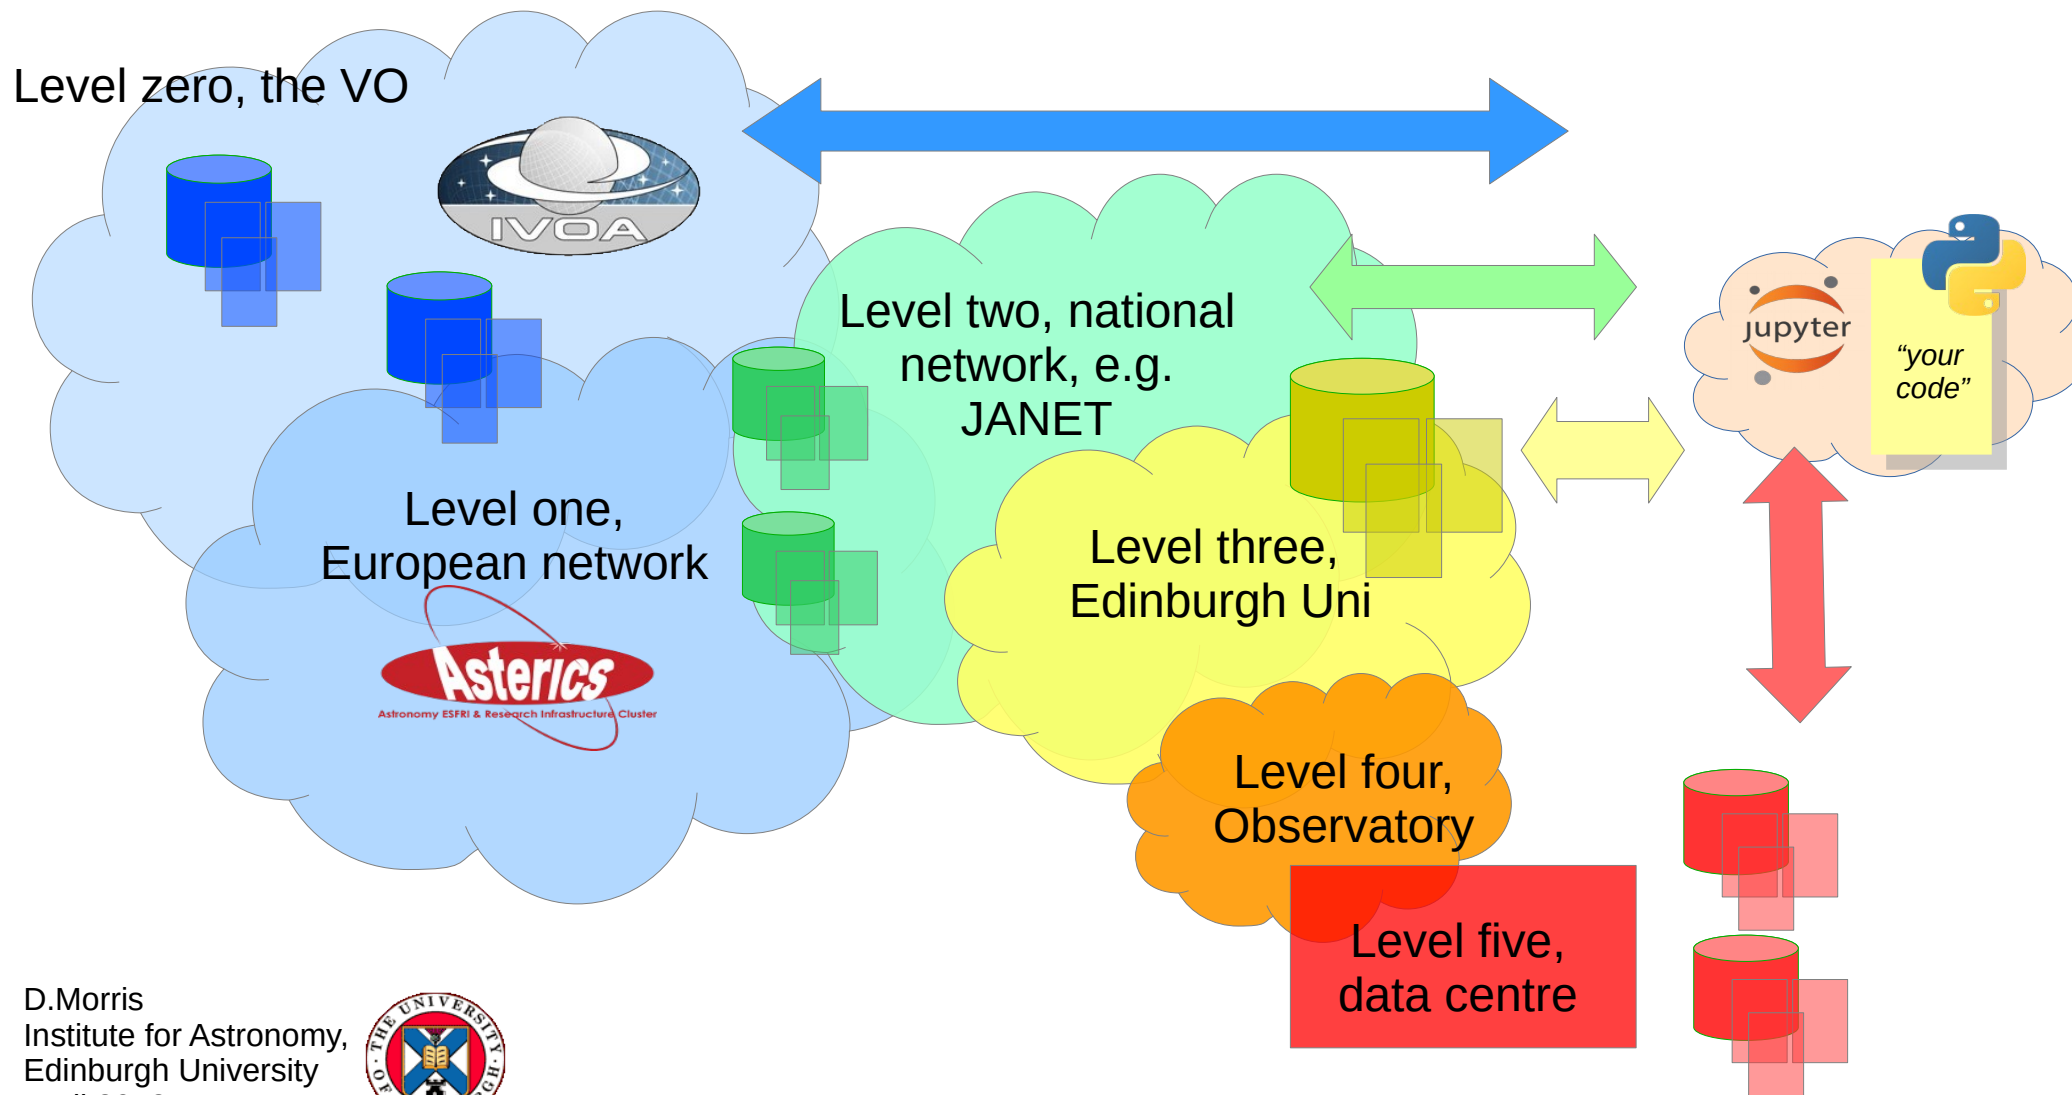 Level zero, the VO
IVOA
Level two, national
network, e.g.
JANET
jupyter
“your
code”
Level one,
European network
Asterics
Astronomy ESFRI & Research Infrastructure Cluster
Level three,
Edinburgh Uni
Level four,
Observatory
Level five,
data centre
D.Morris
Institute for Astronomy,
Edinburgh University
THE UNIVERSITY